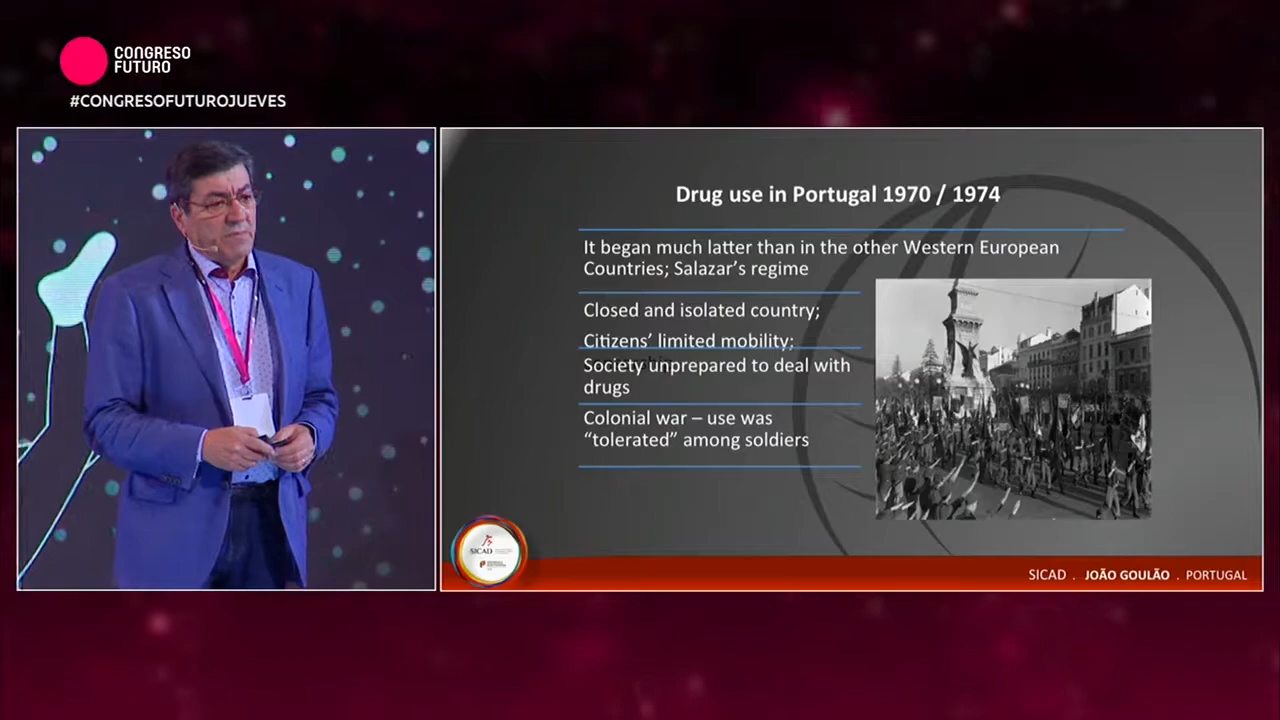 CONGRESO
FUTURO
#CONGRESOFUTUROJUEVES
Drug use in Portugal 1970 / 1974
It began much latter than in the other Western European
Countries; Salazar’s regime
Closed and isolated country;
Citizens’ limited mobility;
Society unprepared to deal with
drugs
Colonial war – use was
“tolerated” among soldiers
SICAD
SICAD . JOÃO GOULÃO . PORTUGAL